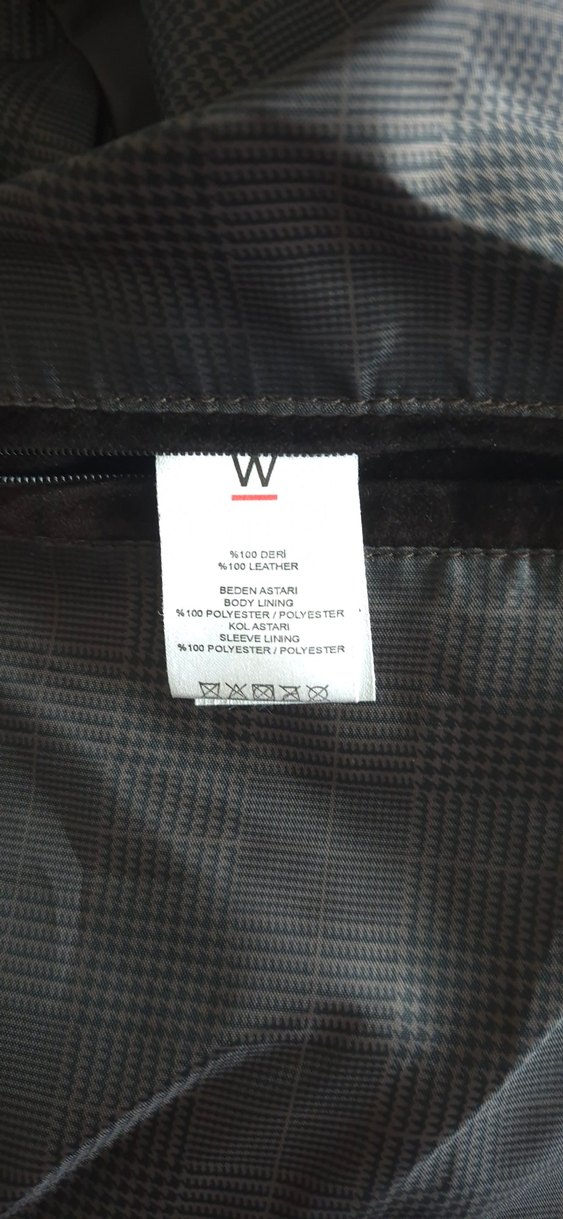 W
%100 DERİ
%100 LEATHER
BEDEN ASTARI
BODY LINING
%100 POLYESTER / POLYESTER
KOL ASTARI
SLEEVE LINING
%100 POLYESTER / POLYESTER